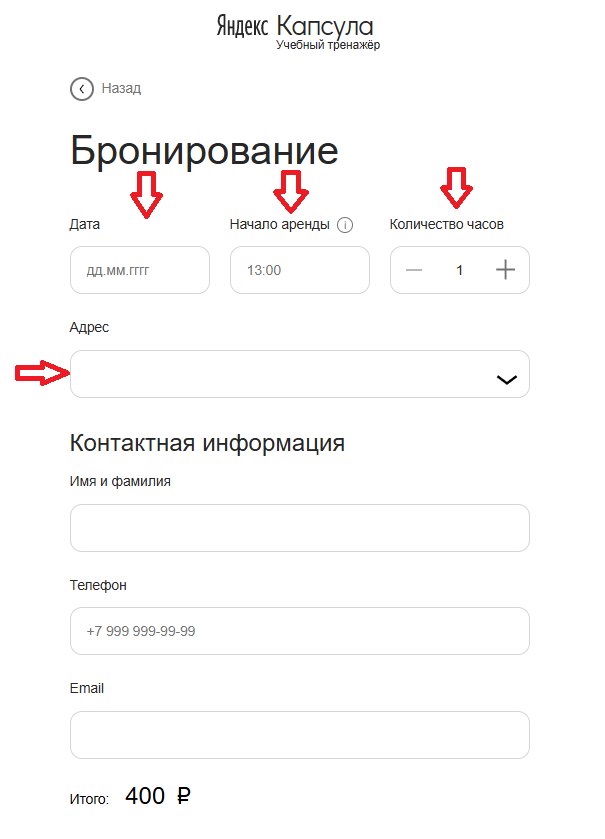 Яндекс Капсула
Учебный тренажёр
Назад
Бронирование
Дата Начало аренды i Количество часов
дд.мм.гггг 13:00 — 1 +
Адрес
Контактная информация
Имя и фамилия
Телефон
+7 999 999-99-99
Email
Итого: 400 ₽